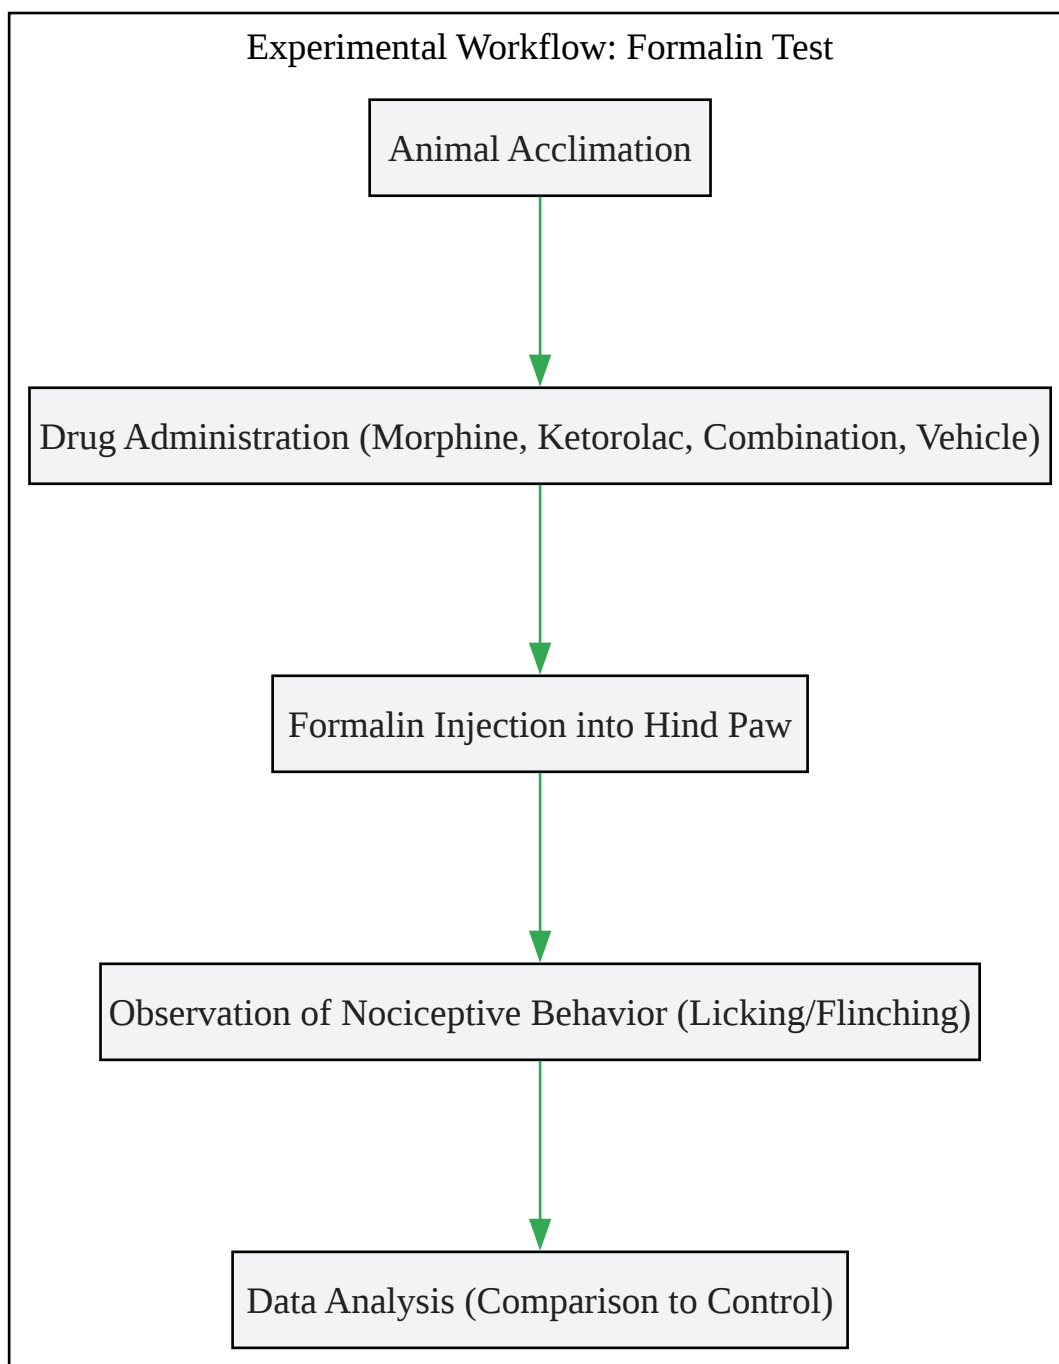 Experimental Workflow: Formalin Test
Animal Acclimation
Drug Administration (Morphine, Ketorolac, Combination, Vehicle)
Formalin Injection into Hind Paw
Observation of Nociceptive Behavior (Licking/Flinching)
Data Analysis (Comparison to Control)